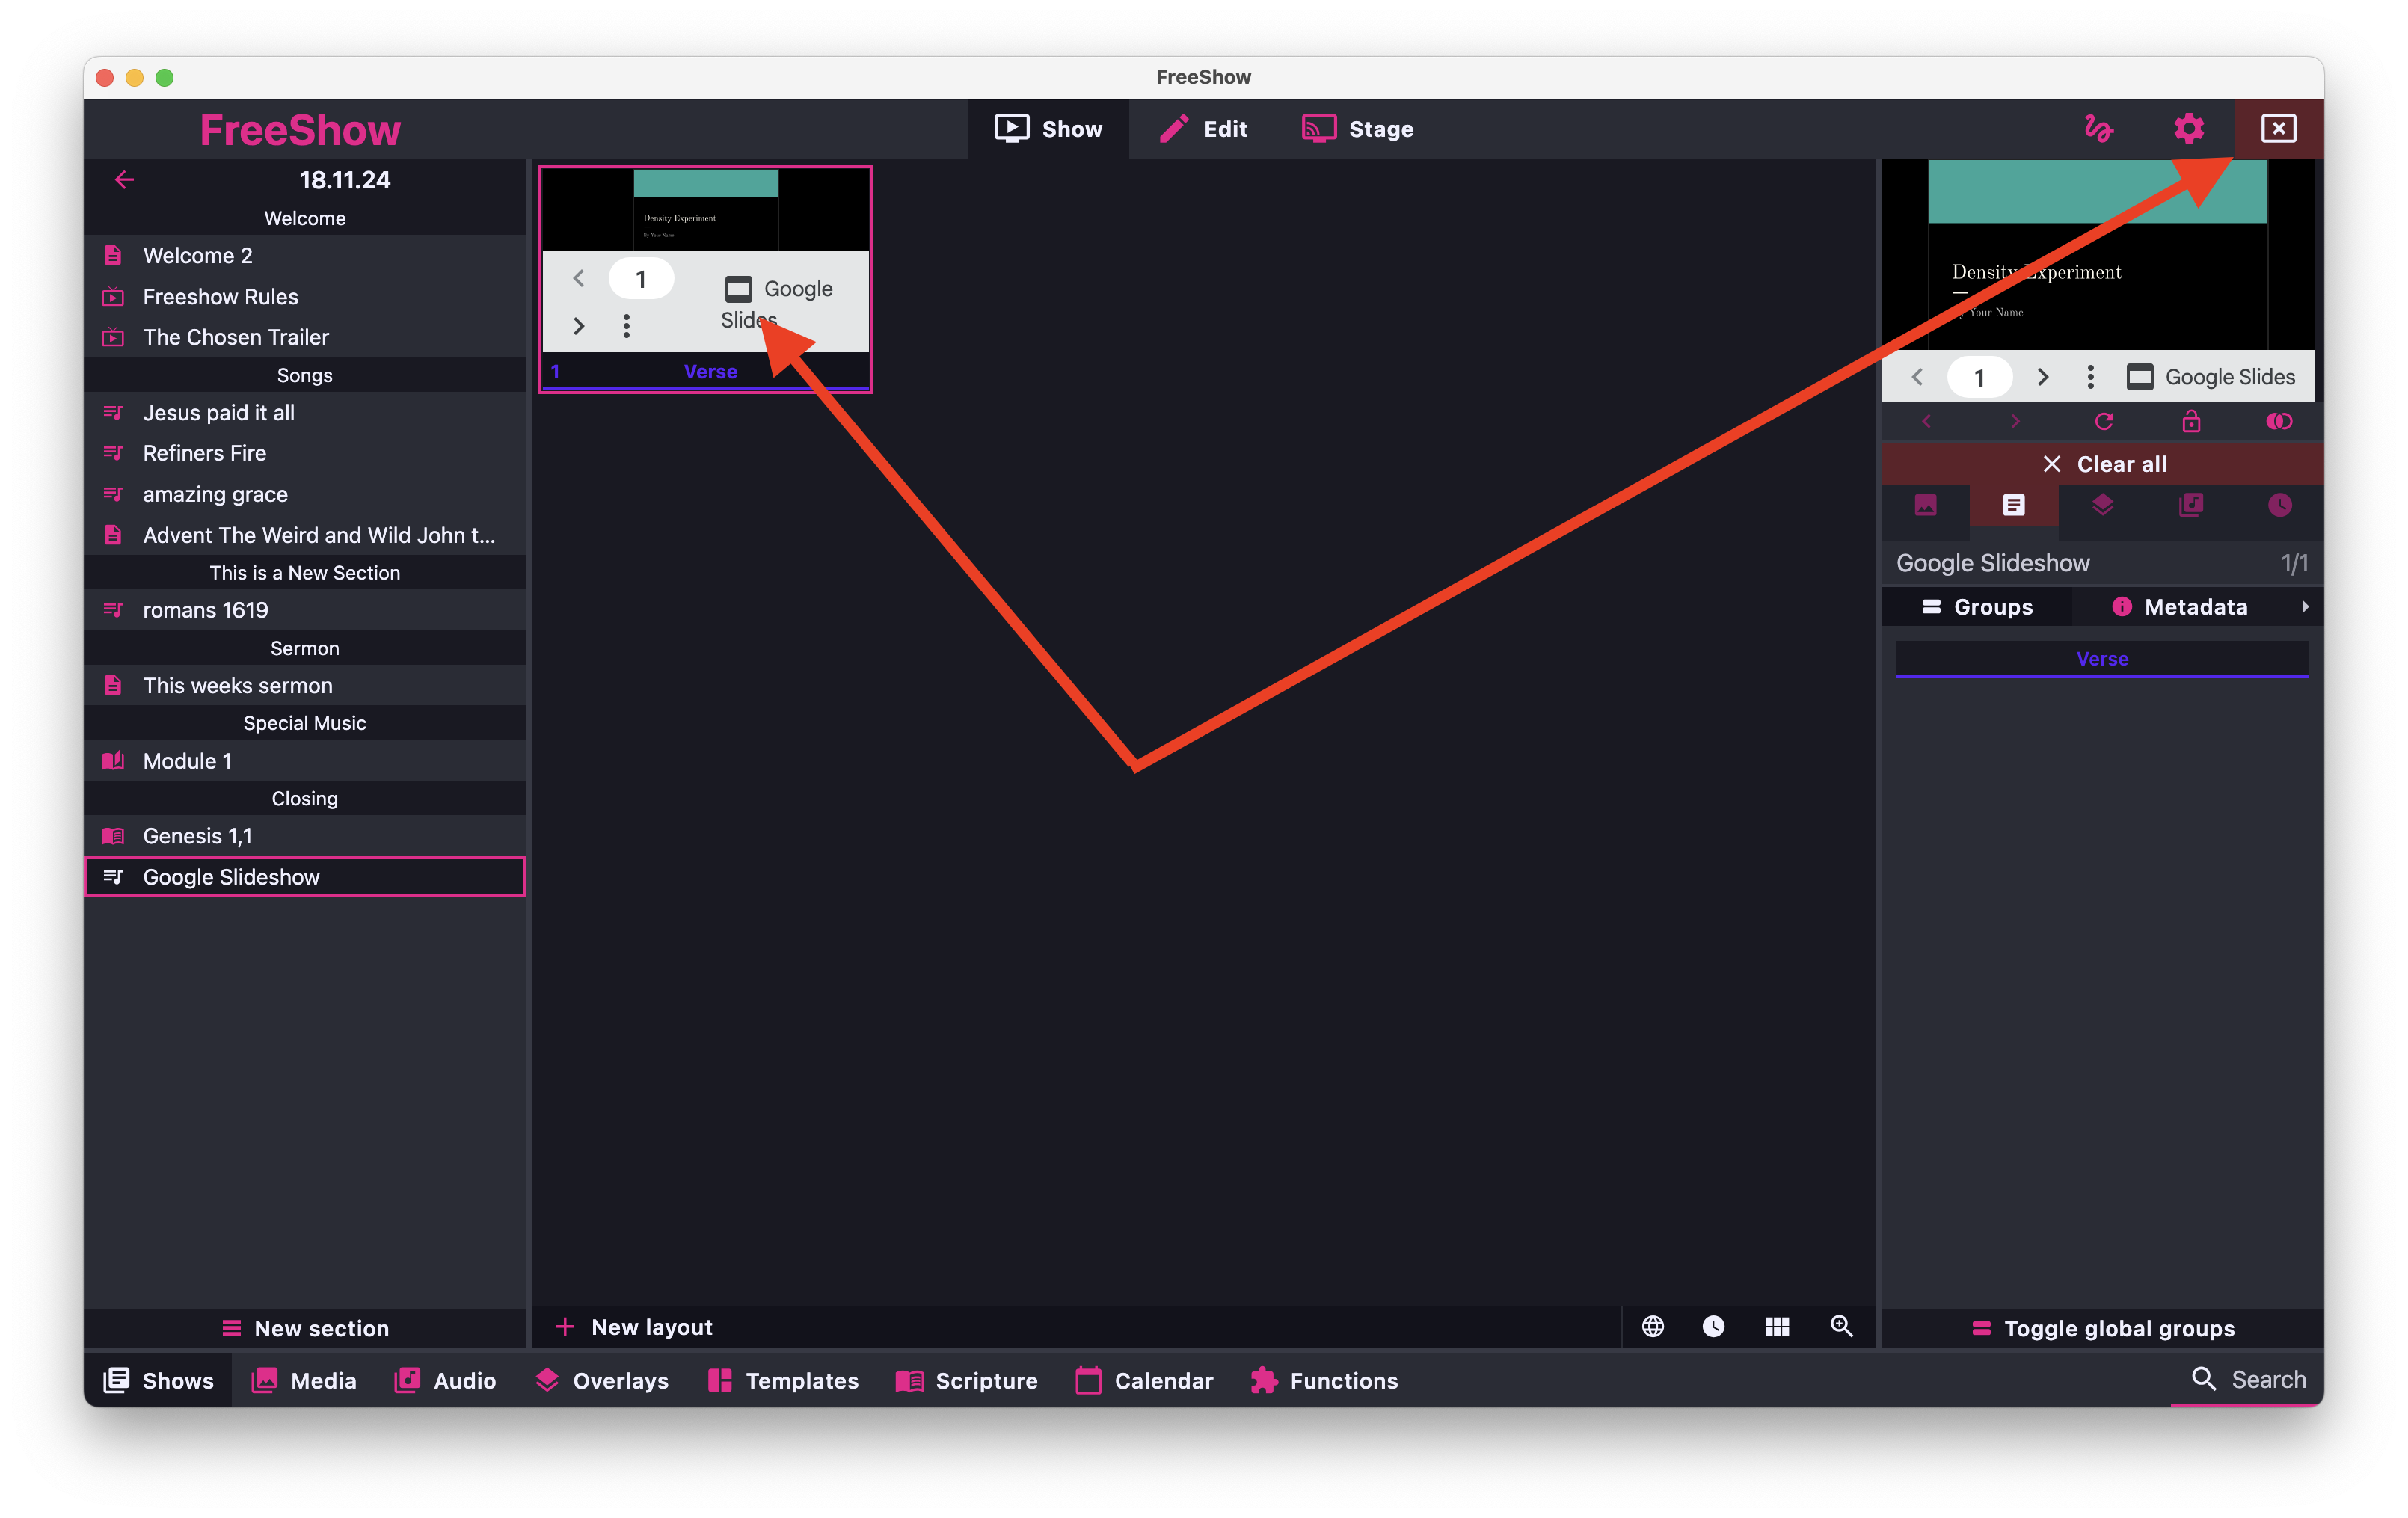 FreeShow
FreeShow
Show
Edit
Stage
18.11.24
Welcome
Welcome 2
Freeshow Rules
The Chosen Trailer
Songs
Jesus paid it all
Refiners Fire
amazing grace
Advent The Weird and Wild John t...
This is a New Section
romans 1619
Sermon
This weeks sermon
Special Music
Module 1
Closing
Genesis 1,1
Google Slideshow
New section
Density Experiment
By Your Name
1
Google
Slides
1 Verse
New layout
Density Experiment
By Your Name
1
Google Slides
Clear all
Google Slideshow 1/1
Groups
Metadata
Verse
Toggle global groups
Shows
Media
Audio
Overlays
Templates
Scripture
Calendar
Functions
Search